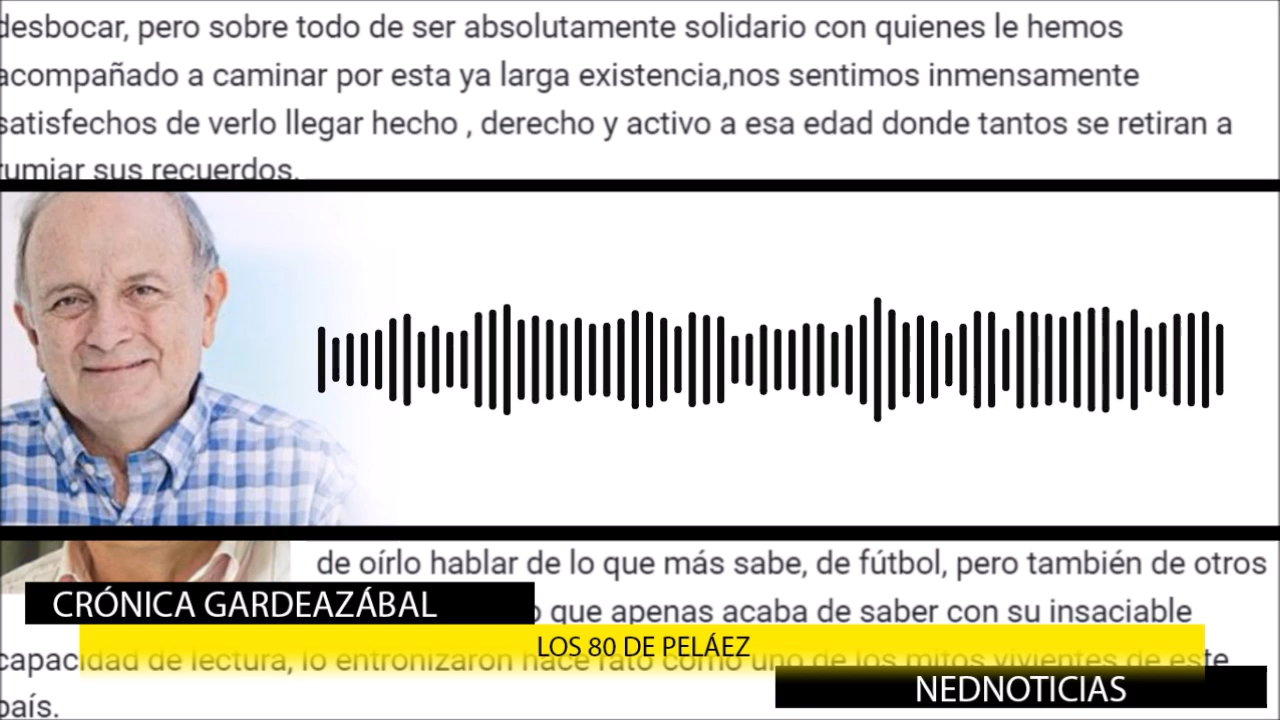 desbocar, pero sobre todo de ser absolutamente solidario con quienes le hemos
acompañado a caminar por esta ya larga existencia,nos sentimos inmensamente
satisfechos de verlo llegar hecho , derecho y activo a esa edad donde tantos se retiran a
rumiar sus recuerdos.
de oírlo hablar de lo que más sabe, de fútbol, pero también de otros
CRÓNICA GARDEAZÁBAL
o que apenas acaba de saber con su insaciable
LOS 80 DE PELÁEZ
capacidad de lectura, lo entronizaron hace rato como uno de los mitos vivientes de este
NEDNOTICIAS
país.